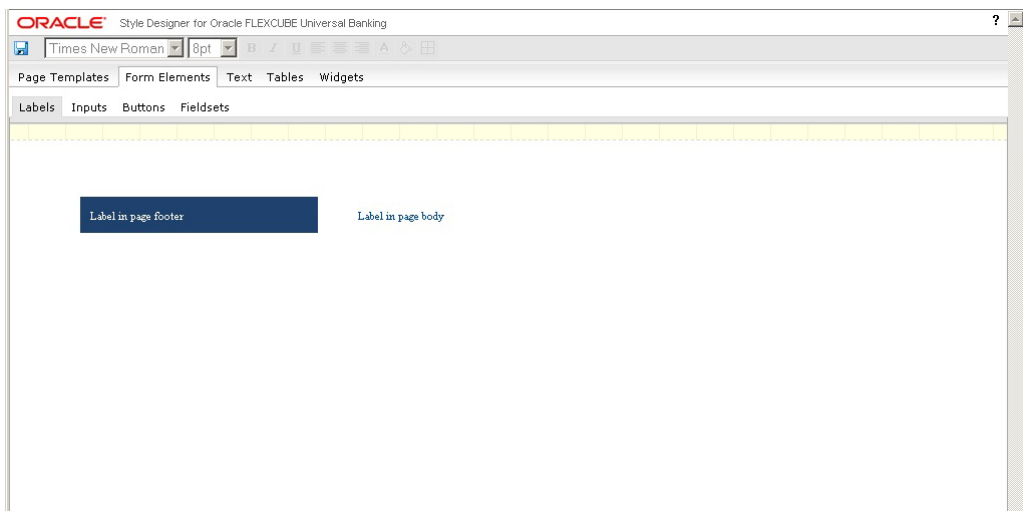 ORACLE® Style Designer for Oracle FLEXCUBE Universal Banking ?
Times New Roman 8pt B I U A
Page Templates Form Elements Text Tables Widgets
Labels Inputs Buttons Fieldsets
Label in page footer Label in page body